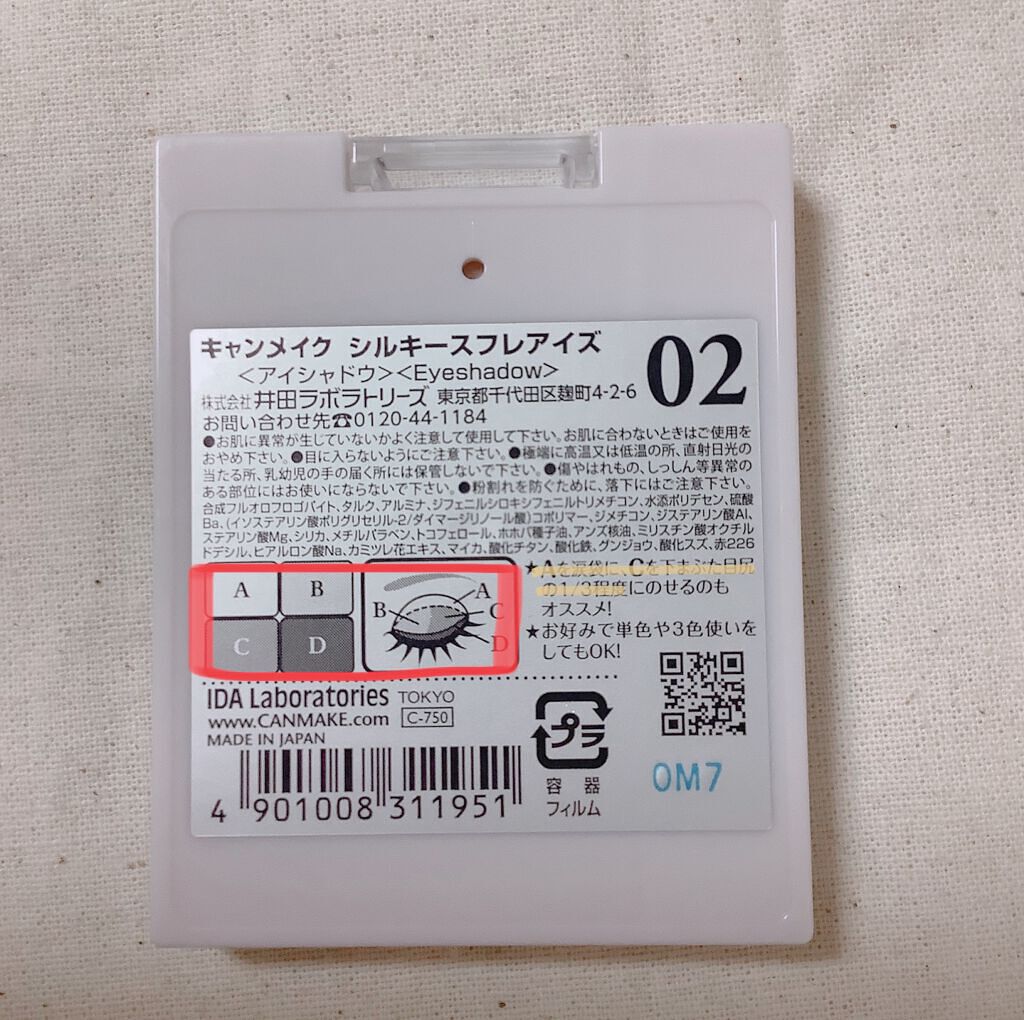 キャンメイク シルキースフレアイズ 02
＜アイシャドウ＞＜Eyeshadow＞
株式会社井田ラボラトリーズ 東京都千代田区麹町4-2-6
お問い合わせ先☎0120-44-1184
●お肌に異常が生じていないかよく注意して使用して下さい。お肌に合わないときはご使用を
おやめ下さい。●目に入らないようにご注意下さい。●極端に高温又は低温の所、直射日光の
当たる所、乳幼児の手の届く所には保管しないで下さい。●傷やはれもの、しっしん等異常の
ある部位にはお使いにならないで下さい。●粉割れを防ぐために、落下にはご注意下さい。
合成フルオロフロゴパイト、タルク、アルミナ、ジフェニルシロキシフェニルトリメチコン、水添ポリデセン、硫酸
Ba、(イソステアリン酸ポリグリセリル-2/ダイマージリノール酸)コポリマー、ジメチコン、ジステアリン酸Al、
ステアリン酸Mg、シリカ、メチルパラベン、トコフェロール、ホホバ種子油、アンズ核油、ミリスチン酸オクチル
ドデシル、ヒアルロン酸Na、カミツレ花エキス、マイカ、酸化チタン、酸化鉄、グンジョウ、酸化スズ、赤226
A B
C D
A
B C
D
★Aを涙袋に、Cを下まぶた目尻
の1/3程度にのせるのも
オススメ!
★お好みで単色や3色使いを
してもOK!
IDA Laboratories TOKYO
www.CANMAKE.com C-750
MADE IN JAPAN
4 901008 311951
プラ
容器
フィルム
0M7